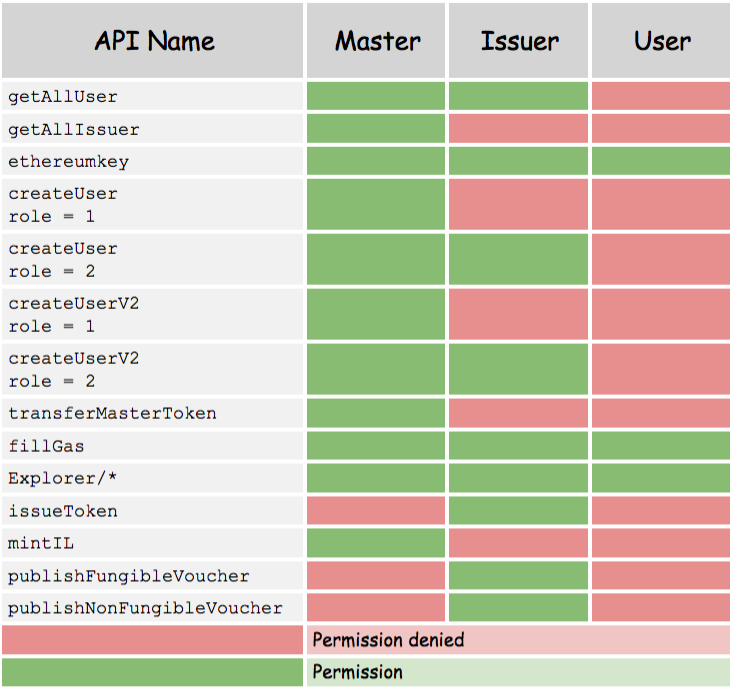 API Name Master Issuer User
getAllUser
getAllIssuer
ethereumkey
createUser
role = 1
createUser
role = 2
createUserV2
role = 1
createUserV2
role = 2
transferMasterToken
fillGas
Explorer/*
issueToken
mintIL
publishFungibleVoucher
publishNonFungibleVoucher
Permission denied
Permission